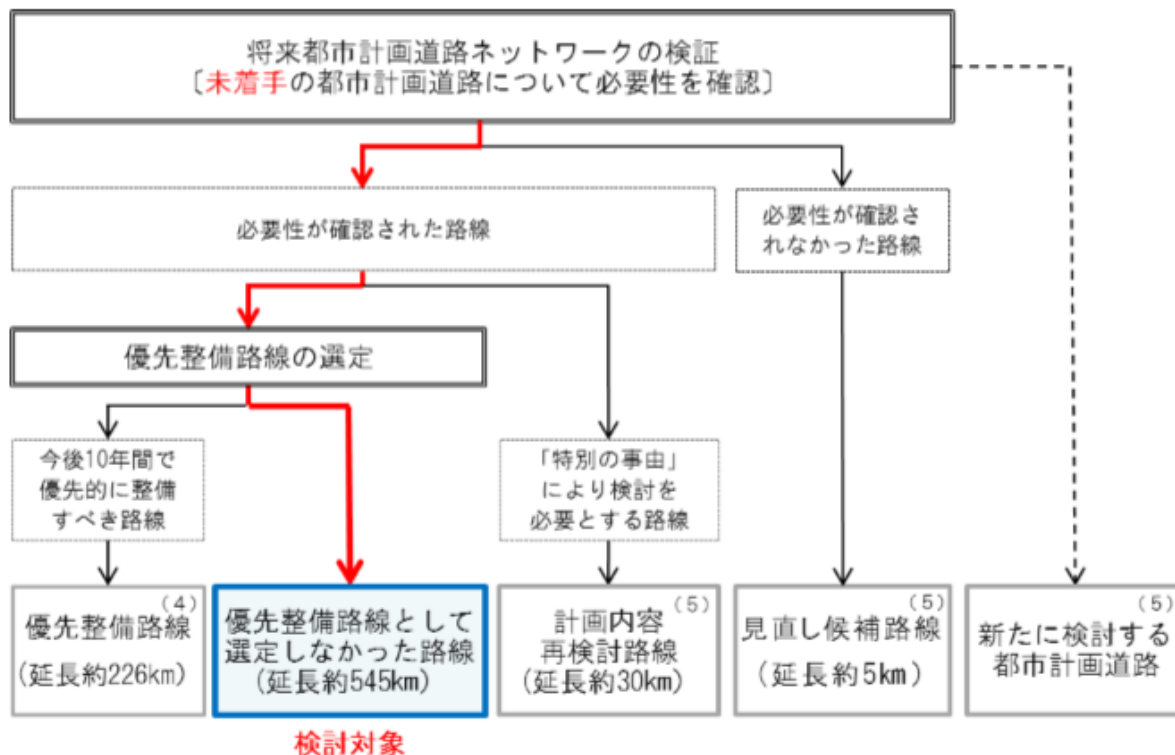 将来都市計画道路ネットワークの検証
〔未着手の都市計画道路について必要性を確認〕
必要性が確認された路線
必要性が確認さ
れなかった路線
優先整備路線の選定
今後10年間で
優先的に整備
すべき路線
「特別の事由」
により検討を
必要とする路線
(4)
優先整備路線
(延長約226km)
優先整備路線として
選定しなかった路線
(延長約545km)
(5)
計画内容
再検討路線
(延長約30km)
(5)
見直し候補路線
(延長約5km)
(5)
新たに検討する
都市計画道路
検討対象